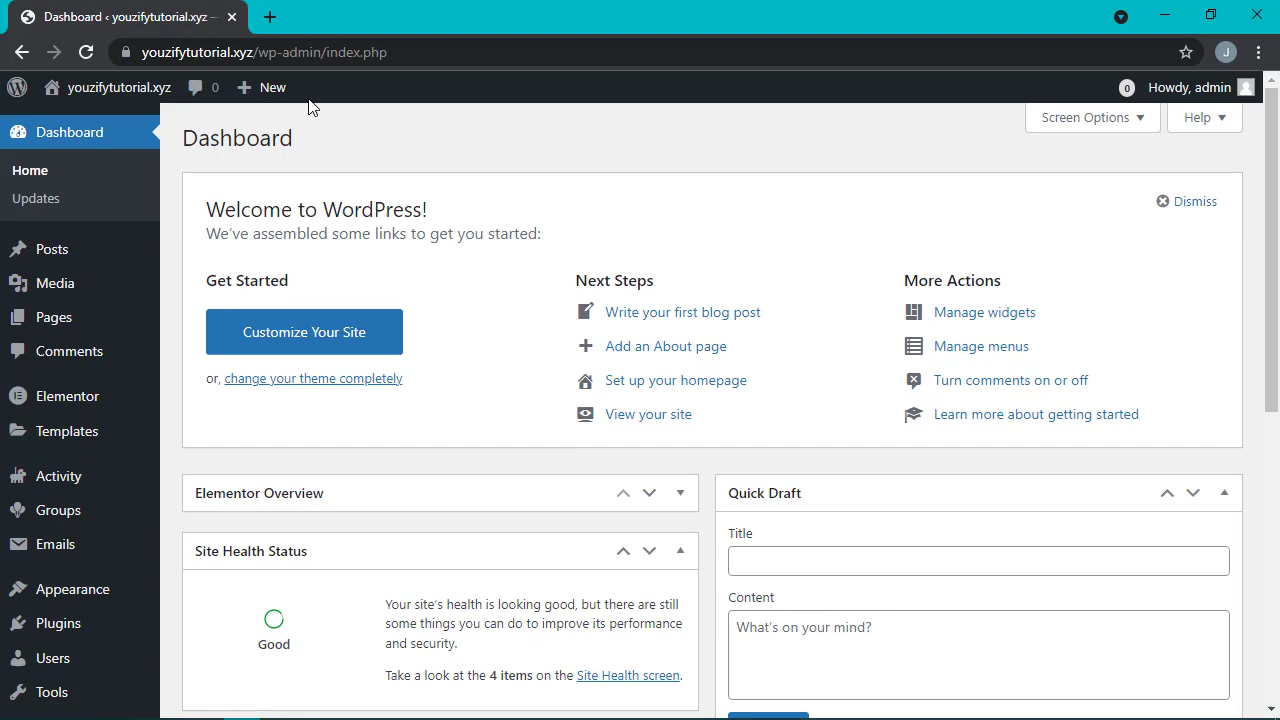 Dashboard ‹ youzifytutorial.xyz –
youzifytutorial.xyz/wp-admin/index.php
J
youzifytutorial.xyz
0
New
0
Howdy, admin
Dashboard
Home
Updates
Posts
Media
Pages
Comments
Elementor
Templates
Activity
Groups
Emails
Appearance
Plugins
Users
Tools
Screen Options
Help
Dashboard
Welcome to WordPress!
We've assembled some links to get you started:
Dismiss
Get Started
Customize Your Site
or, change your theme completely
Next Steps
Write your first blog post
Add an About page
Set up your homepage
View your site
More Actions
Manage widgets
Manage menus
Turn comments on or off
Learn more about getting started
Elementor Overview
Site Health Status
Good
Your site's health is looking good, but there are still
some things you can do to improve its performance
and security.
Take a look at the 4 items on the Site Health screen.
Quick Draft
Title
Content
What's on your mind?